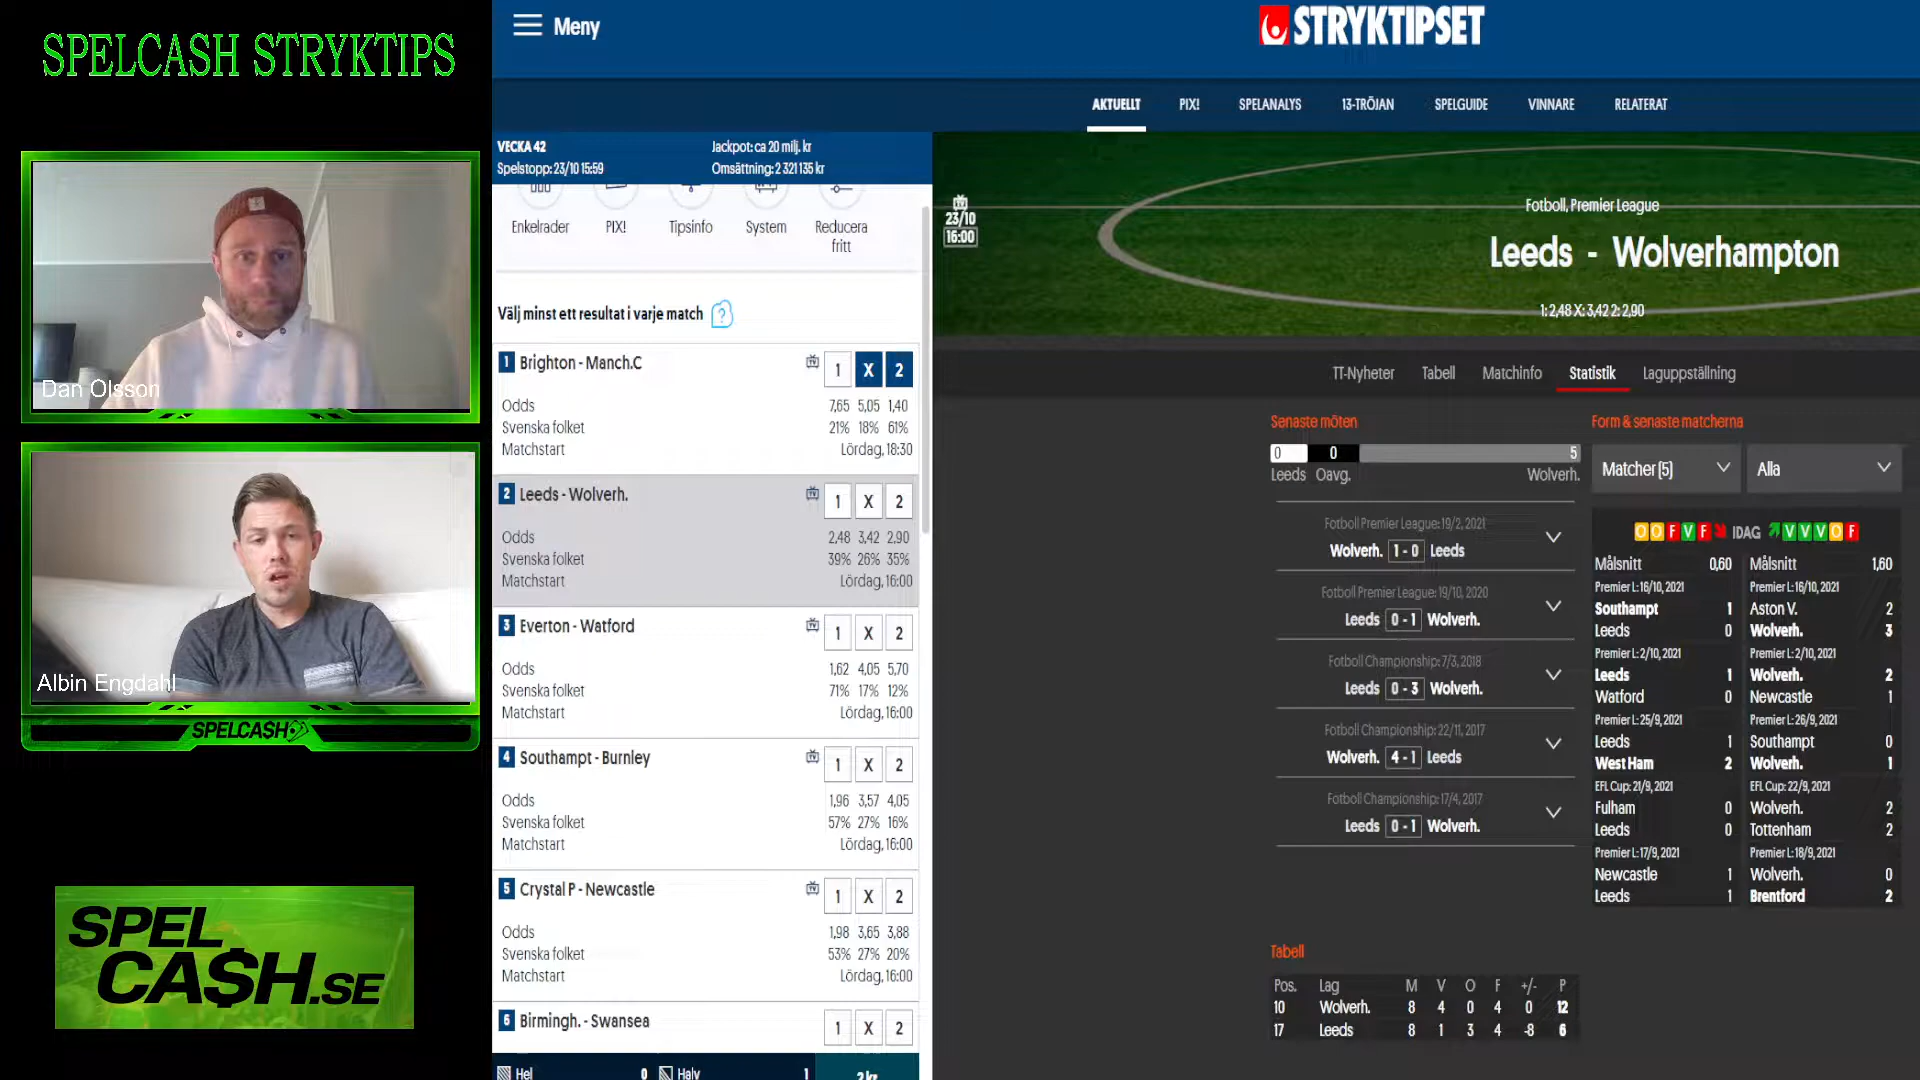 SPELCASH STRYKTIPS
Dan Olsson
Albin Engdahl
SPELCA$H
SPEL
CA$H.SE
Meny
STRYKTIPSET
AKTUELLT PIX! SPELANALYS 13-TRÖJAN SPELGUIDE VINNARE RELATERAT
VECKA 42 Jackpot: ca 20 milj. kr
Spelstopp: 23/10 15:59 Omsättning: 2 321 135 kr
Enkelrader PIX! Tipsinfo System Reducera fritt
Välj minst ett resultat i varje match ?
1 Brighton - Manch.C 1 X 2
Odds 7,65 5,05 1,40
Svenska folket 21% 18% 61%
Matchstart Lördag, 18:30
2 Leeds - Wolverh. 1 X 2
Odds 2,48 3,42 2,90
Svenska folket 39% 26% 35%
Matchstart Lördag, 16:00
3 Everton - Watford 1 X 2
Odds 1,62 4,05 5,70
Svenska folket 71% 17% 12%
Matchstart Lördag, 16:00
4 Southampt - Burnley 1 X 2
Odds 1,96 3,57 4,05
Svenska folket 57% 27% 16%
Matchstart Lördag, 16:00
5 Crystal P - Newcastle 1 X 2
Odds 1,98 3,65 3,88
Svenska folket 53% 27% 20%
Matchstart Lördag, 16:00
6 Birmingh. - Swansea 1 X 2
Hel 0 Halv 1 2 kr
TV
23/10
16:00
Fotboll, Premier League
Leeds - Wolverhampton
1: 2,48 X: 3,42 2: 2,90
TT-Nyheter Tabell Matchinfo Statistik Laguppställning
Senaste möten
0 0 5
Leeds Oavg. Wolverh.
Fotboll Premier League: 19/2, 2021
Wolverh. 1 - 0 Leeds
Fotboll Premier League: 19/10, 2020
Leeds 0 - 1 Wolverh.
Fotboll Championship: 7/3, 2018
Leeds 0 - 3 Wolverh.
Fotboll Championship: 22/11, 2017
Wolverh. 4 - 1 Leeds
Fotboll Championship: 17/4, 2017
Leeds 0 - 1 Wolverh.
Form & senaste matcherna
Matcher (5) Alla
O O F V F IDAG V V V O F
Målsnitt 0,60 Målsnitt 1,60
Premier L: 16/10, 2021 Premier L: 16/10, 2021
Southampt 1 Aston V. 2
Leeds 0 Wolverh. 3
Premier L: 2/10, 2021 Premier L: 2/10, 2021
Leeds 1 Wolverh. 2
Watford 0 Newcastle 1
Premier L: 25/9, 2021 Premier L: 26/9, 2021
Leeds 1 Southampt 0
West Ham 2 Wolverh. 1
EFL Cup: 21/9, 2021 EFL Cup: 22/9, 2021
Fulham 0 Wolverh. 2
Leeds 0 Tottenham 2
Premier L: 17/9, 2021 Premier L: 18/9, 2021
Newcastle 1 Wolverh. 0
Leeds 1 Brentford 2
Tabell
Pos. Lag M V O F +/- P
10 Wolverh. 8 4 0 4 0 12
17 Leeds 8 1 3 4 -8 6